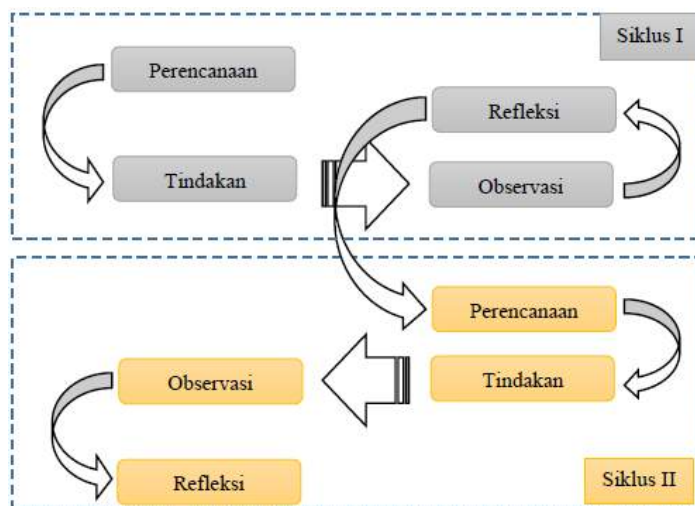 Siklus I
Perencanaan
Refleksi
Tindakan
Observasi
Perencanaan
Tindakan
Observasi
Refleksi
Siklus II